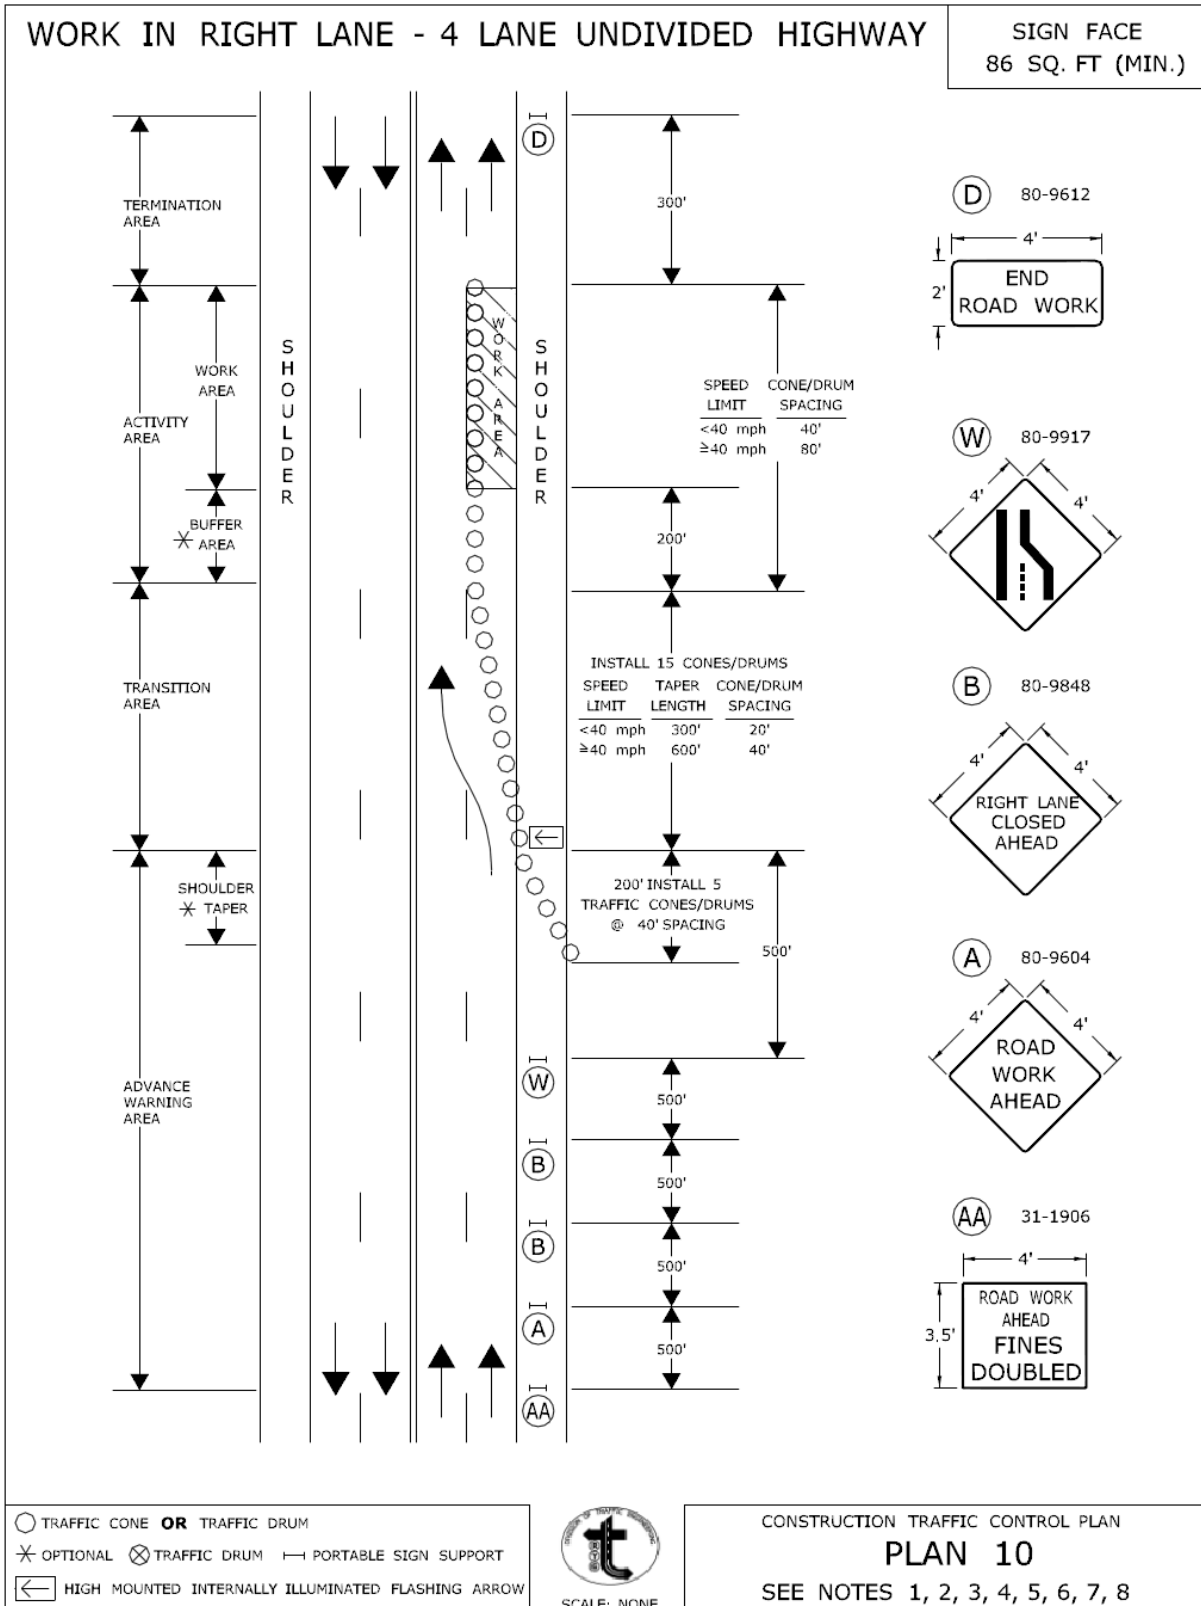 WORK IN RIGHT LANE - 4 LANE UNDIVIDED HIGHWAY
SIGN FACE
86 SQ. FT (MIN.)
TERMINATION
AREA
ACTIVITY
AREA
WORK
AREA
BUFFER
AREA
TRANSITION
AREA
SHOULDER
TAPER
ADVANCE
WARNING
AREA
SHOULDER
WORK AREA
SHOULDER
D
W
B
B
A
AA
300'
SPEED LIMIT CONE/DRUM SPACING
<40 mph 40'
≥40 mph 80'
200'
INSTALL 15 CONES/DRUMS
SPEED LIMIT TAPER LENGTH CONE/DRUM SPACING
<40 mph 300' 20'
≥40 mph 600' 40'
200' INSTALL 5
TRAFFIC CONES/DRUMS
@ 40' SPACING
500'
500'
500'
500'
500'
D 80-9612
4'
2'
END
ROAD WORK
W 80-9917
4' 4'
B 80-9848
4' 4'
RIGHT LANE
CLOSED
AHEAD
A 80-9604
4' 4'
ROAD
WORK
AHEAD
AA 31-1906
4'
3.5'
ROAD WORK
AHEAD
FINES
DOUBLED
TRAFFIC CONE OR TRAFFIC DRUM
OPTIONAL TRAFFIC DRUM PORTABLE SIGN SUPPORT
HIGH MOUNTED INTERNALLY ILLUMINATED FLASHING ARROW
DIVISION OF TRAFFIC ENGINEERING
SCALE: NONE
CONSTRUCTION TRAFFIC CONTROL PLAN
PLAN 10
SEE NOTES 1, 2, 3, 4, 5, 6, 7, 8